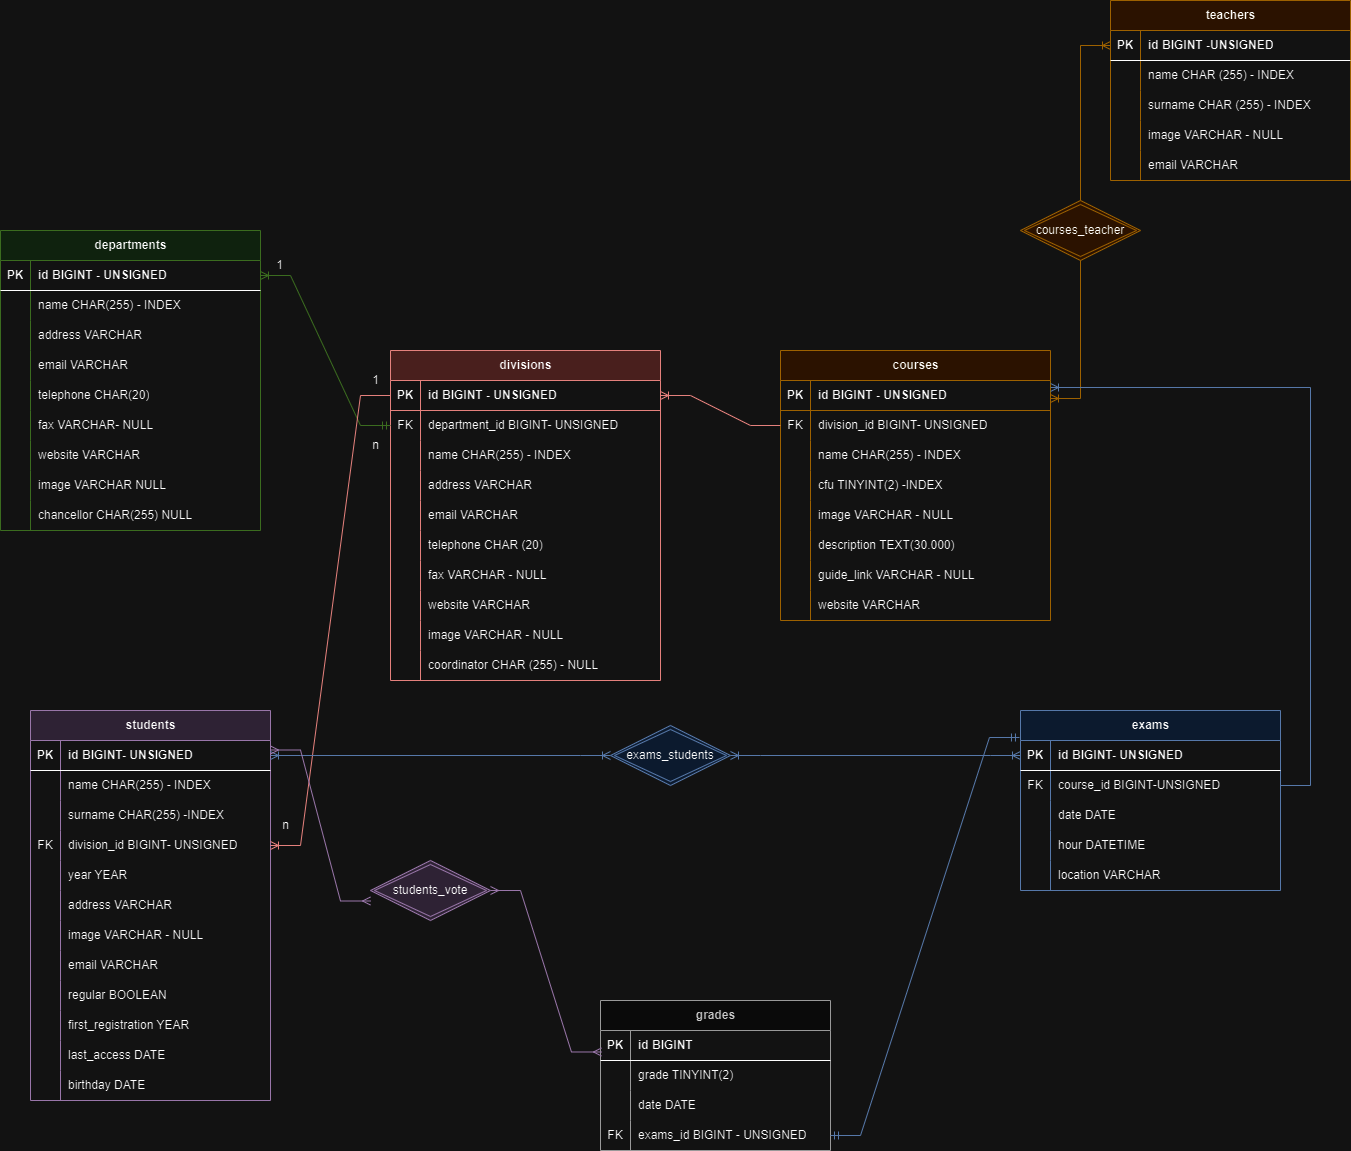 teachers
PK id BIGINT -UNSIGNED
name CHAR (255) - INDEX
surname CHAR (255) - INDEX
image VARCHAR - NULL
email VARCHAR
courses_teacher
departments
PK id BIGINT - UNSIGNED
name CHAR(255) - INDEX
address VARCHAR
email VARCHAR
telephone CHAR(20)
fax VARCHAR- NULL
website VARCHAR
image VARCHAR NULL
chancellor CHAR(255) NULL
1
1
n
divisions
PK id BIGINT - UNSIGNED
FK department_id BIGINT- UNSIGNED
name CHAR(255) - INDEX
address VARCHAR
email VARCHAR
telephone CHAR (20)
fax VARCHAR - NULL
website VARCHAR
image VARCHAR - NULL
coordinator CHAR (255) - NULL
courses
PK id BIGINT - UNSIGNED
FK division_id BIGINT- UNSIGNED
name CHAR(255) - INDEX
cfu TINYINT(2) -INDEX
image VARCHAR - NULL
description TEXT(30.000)
guide_link VARCHAR - NULL
website VARCHAR
students
PK id BIGINT- UNSIGNED
name CHAR(255) - INDEX
surname CHAR(255) -INDEX
FK division_id BIGINT- UNSIGNED
year YEAR
address VARCHAR
image VARCHAR - NULL
email VARCHAR
regular BOOLEAN
first_registration YEAR
last_access DATE
birthday DATE
n
exams_students
students_vote
exams
PK id BIGINT- UNSIGNED
FK course_id BIGINT-UNSIGNED
date DATE
hour DATETIME
location VARCHAR
grades
PK id BIGINT
grade TINYINT(2)
date DATE
FK exams_id BIGINT - UNSIGNED